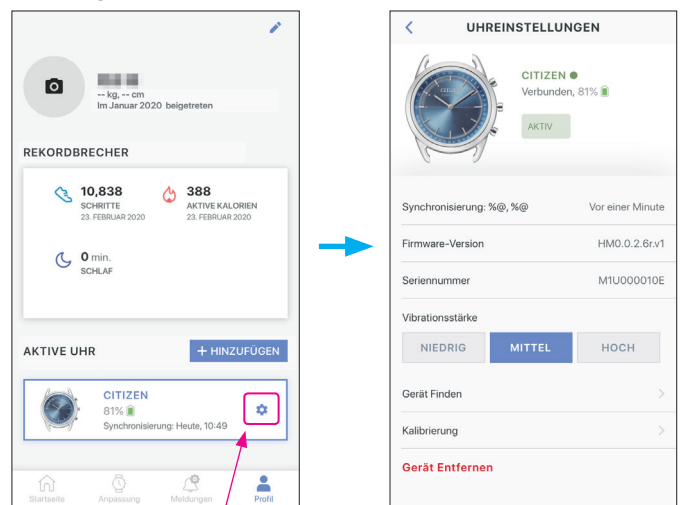 -- kg, -- cm
Im Januar 2020 beigetreten
REKORDBRECHER
10,838
SCHRITTE
23. FEBRUAR 2020
388
AKTIVE KALORIEN
23. FEBRUAR 2020
0 min.
SCHLAF
AKTIVE UHR
+ HINZUFÜGEN
CITIZEN
81%
Synchronisierung: Heute, 10:49
Startseite
Anpassung
Meldungen
Profil
UHREINSTELLUNGEN
CITIZEN
Verbunden, 81%
AKTIV
Synchronisierung: %@, %@ Vor einer Minute
Firmware-Version HM0.0.2.6r.v1
Seriennummer M1U000010E
Vibrationsstärke
NIEDRIG MITTEL HOCH
Gerät Finden
Kalibrierung
Gerät Entfernen